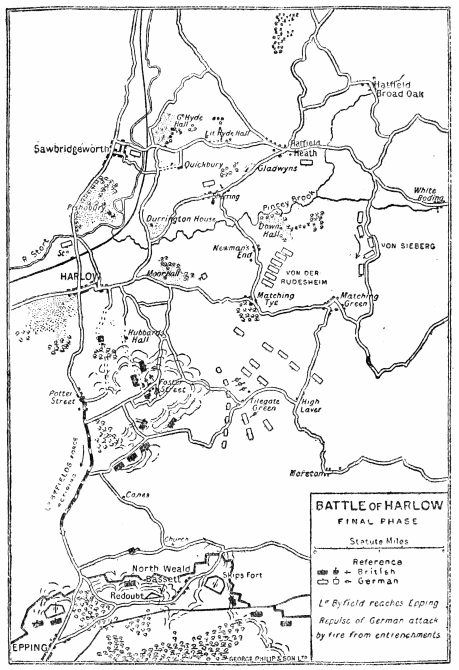 Hatfield
Broad Oak
Gt Hyde
Hall
Lit Hyde Hall
Sawbridgeworth
Hatfield
Heath
Quickbury
Gladwyns
White
Roding
Pincey Brook
Durrington House
Down
Hall
R. Stort
Stn
Newman's
End
VON SIEBERG
HARLOW
Moor Hall
VON DER
RUDESHEIM
Matching
Tye
Matching
Green
Hubbards
Hall
Foster
Street
Potter
Street
Tilegate
Green
High
Laver
Ld BYFIELDS FORCE
RETIRING
Moreton
Canes
Church
North Weald
Bassett
Redoubt
Skips Fort
EPPING
GEORGE PHILIP & SON LTD
BATTLE OF HARLOW
FINAL PHASE
Statute Miles
Reference
British
German
Ld Byfield reaches Epping
Repulse of German attack
by fire from entrenchments